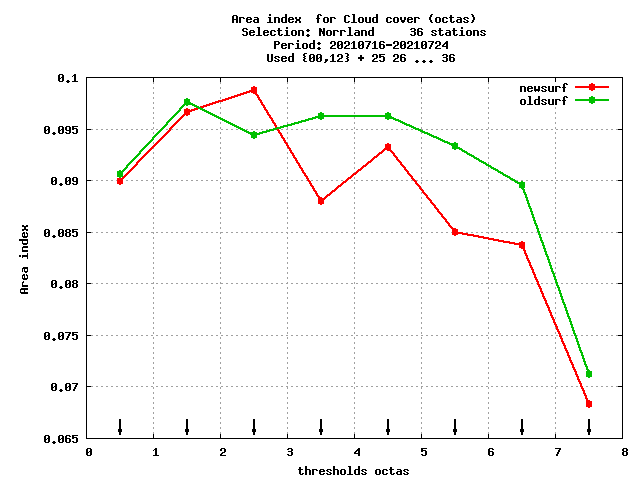 Area index  for Cloud cover (octas)
Selection: Norrland     36 stations
Period: 20210716-20210724
Used {00,12} + 25 26 ... 36
newsurf
oldsurf
0.1
0.095
0.09
0.085
0.08
0.075
0.07
0.065
Area index
0 1 2 3 4 5 6 7 8
thresholds octas